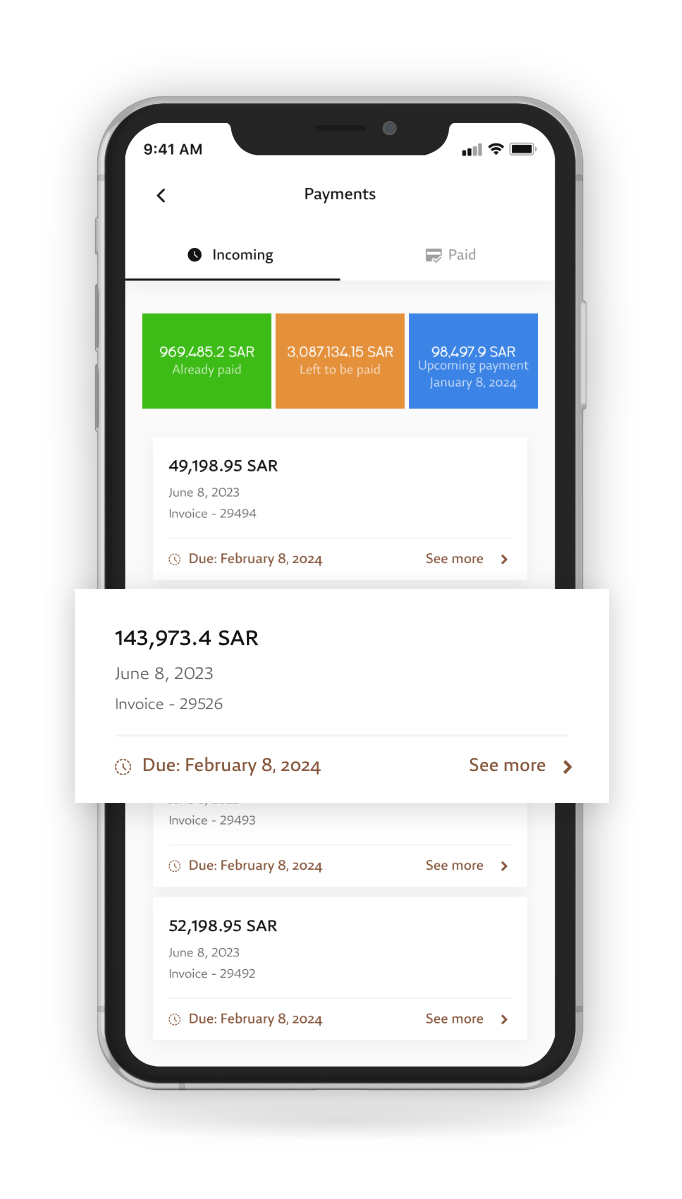 9:41 AM
Payments
Incoming
Paid
969,485.2 SAR
Already paid
3,087,134.15 SAR
Left to be paid
98,497.9 SAR
Upcoming payment
January 8, 2024
49,198.95 SAR
June 8, 2023
Invoice - 29494
Due: February 8, 2024
See more
143,973.4 SAR
June 8, 2023
Invoice - 29526
Due: February 8, 2024
See more
Invoice - 29493
Due: February 8, 2024
See more
52,198.95 SAR
June 8, 2023
Invoice - 29492
Due: February 8, 2024
See more